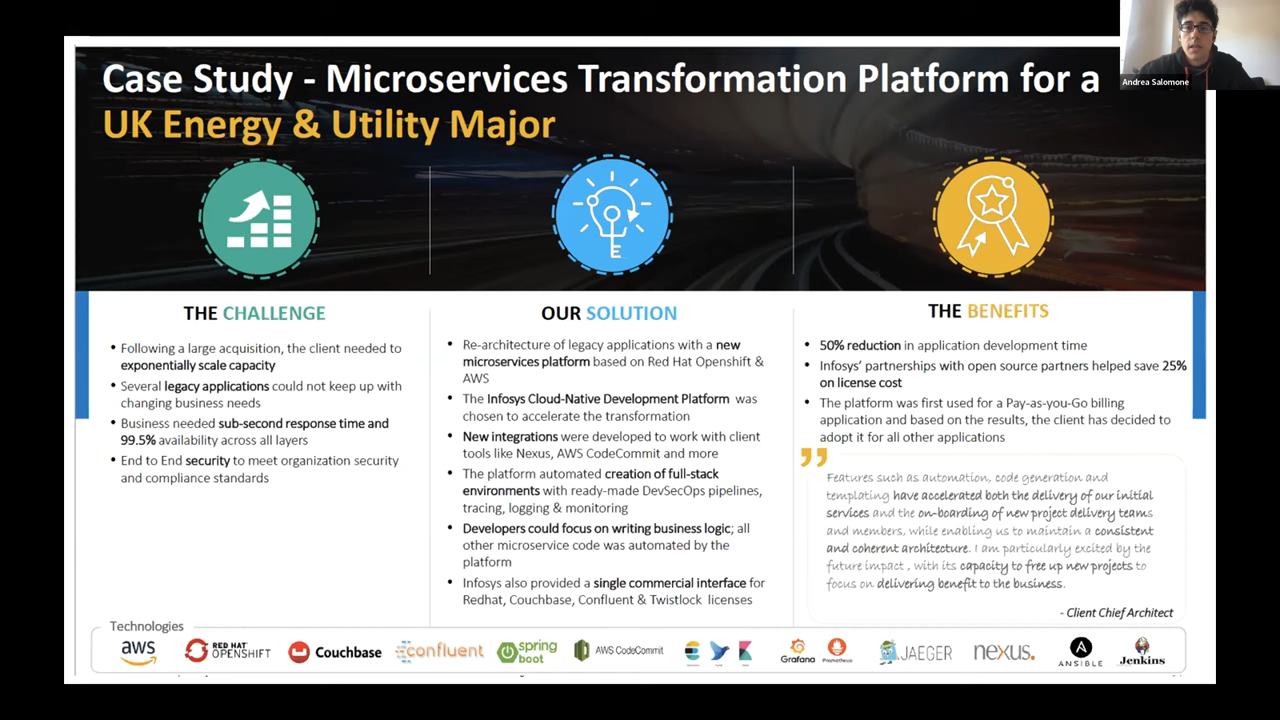 Andrea Salomone
Case Study - Microservices Transformation Platform for a
UK Energy & Utility Major
THE CHALLENGE
• Following a large acquisition, the client needed to
exponentially scale capacity
• Several legacy applications could not keep up with
changing business needs
• Business needed sub-second response time and
99.5% availability across all layers
• End to End security to meet organization security
and compliance standards
OUR SOLUTION
• Re-architecture of legacy applications with a new
microservices platform based on Red Hat Openshift &
AWS
• The Infosys Cloud-Native Development Platform was
chosen to accelerate the transformation
• New integrations were developed to work with client
tools like Nexus, AWS CodeCommit and more
• The platform automated creation of full-stack
environments with ready-made DevSecOps pipelines,
tracing, logging & monitoring
• Developers could focus on writing business logic; all
other microservice code was automated by the
platform
• Infosys also provided a single commercial interface for
Redhat, Couchbase, Confluent & Twistlock licenses
THE BENEFITS
• 50% reduction in application development time
• Infosys' partnerships with open source partners helped save 25%
on license cost
• The platform was first used for a Pay-as-you-Go billing
application and based on the results, the client has decided to
adopt it for all other applications
”
Features such as automation, code generation and
templating have accelerated both the delivery of our initial
services and the on-boarding of new project delivery teams
and members, while enabling us to maintain a consistent
and coherent architecture. I am particularly excited by the
future impact , with its capacity to free up new projects to
focus on delivering benefit to the business.
- Client Chief Architect
Technologies
aws
RED HAT
OPENSHIFT
Couchbase
confluent
spring
boot
AWS CodeCommit
Grafana
Prometheus
JAEGER
nexus.
ANSIBLE
Jenkins